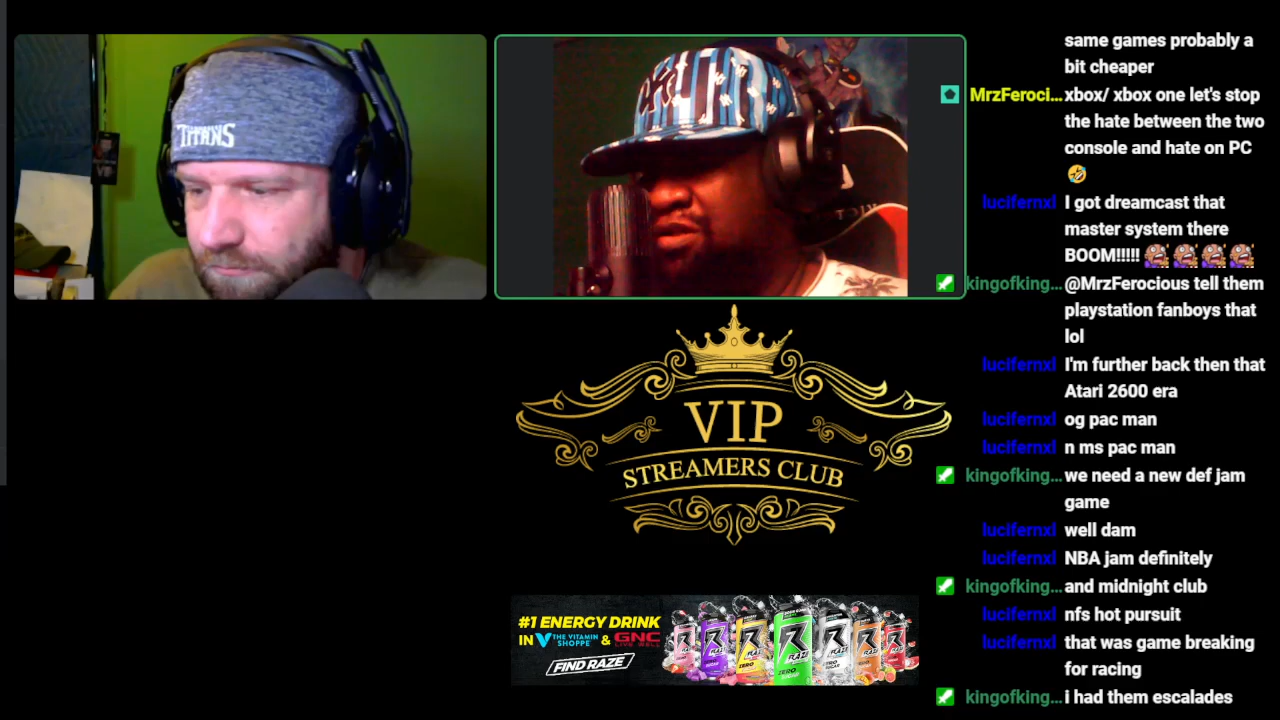 TITANS
VIP
STREAMERS CLUB
#1 ENERGY DRINK
IN THE VITAMIN SHOPPE & GNC
LIVE WELL
FIND RAZE
same games probably a
bit cheaper
MrzFeroci... xbox/ xbox one let's stop
the hate between the two
console and hate on PC
🤣
lucifernxl I got dreamcast that
master system there
BOOM!!!!!
kingofking... @MrzFerocious tell them
playstation fanboys that
lol
lucifernxl I'm further back then that
Atari 2600 era
lucifernxl og pac man
lucifernxl n ms pac man
kingofking... we need a new def jam
game
lucifernxl well dam
lucifernxl NBA jam definitely
kingofking... and midnight club
lucifernxl nfs hot pursuit
lucifernxl that was game breaking
for racing
kingofking... i had them escalades